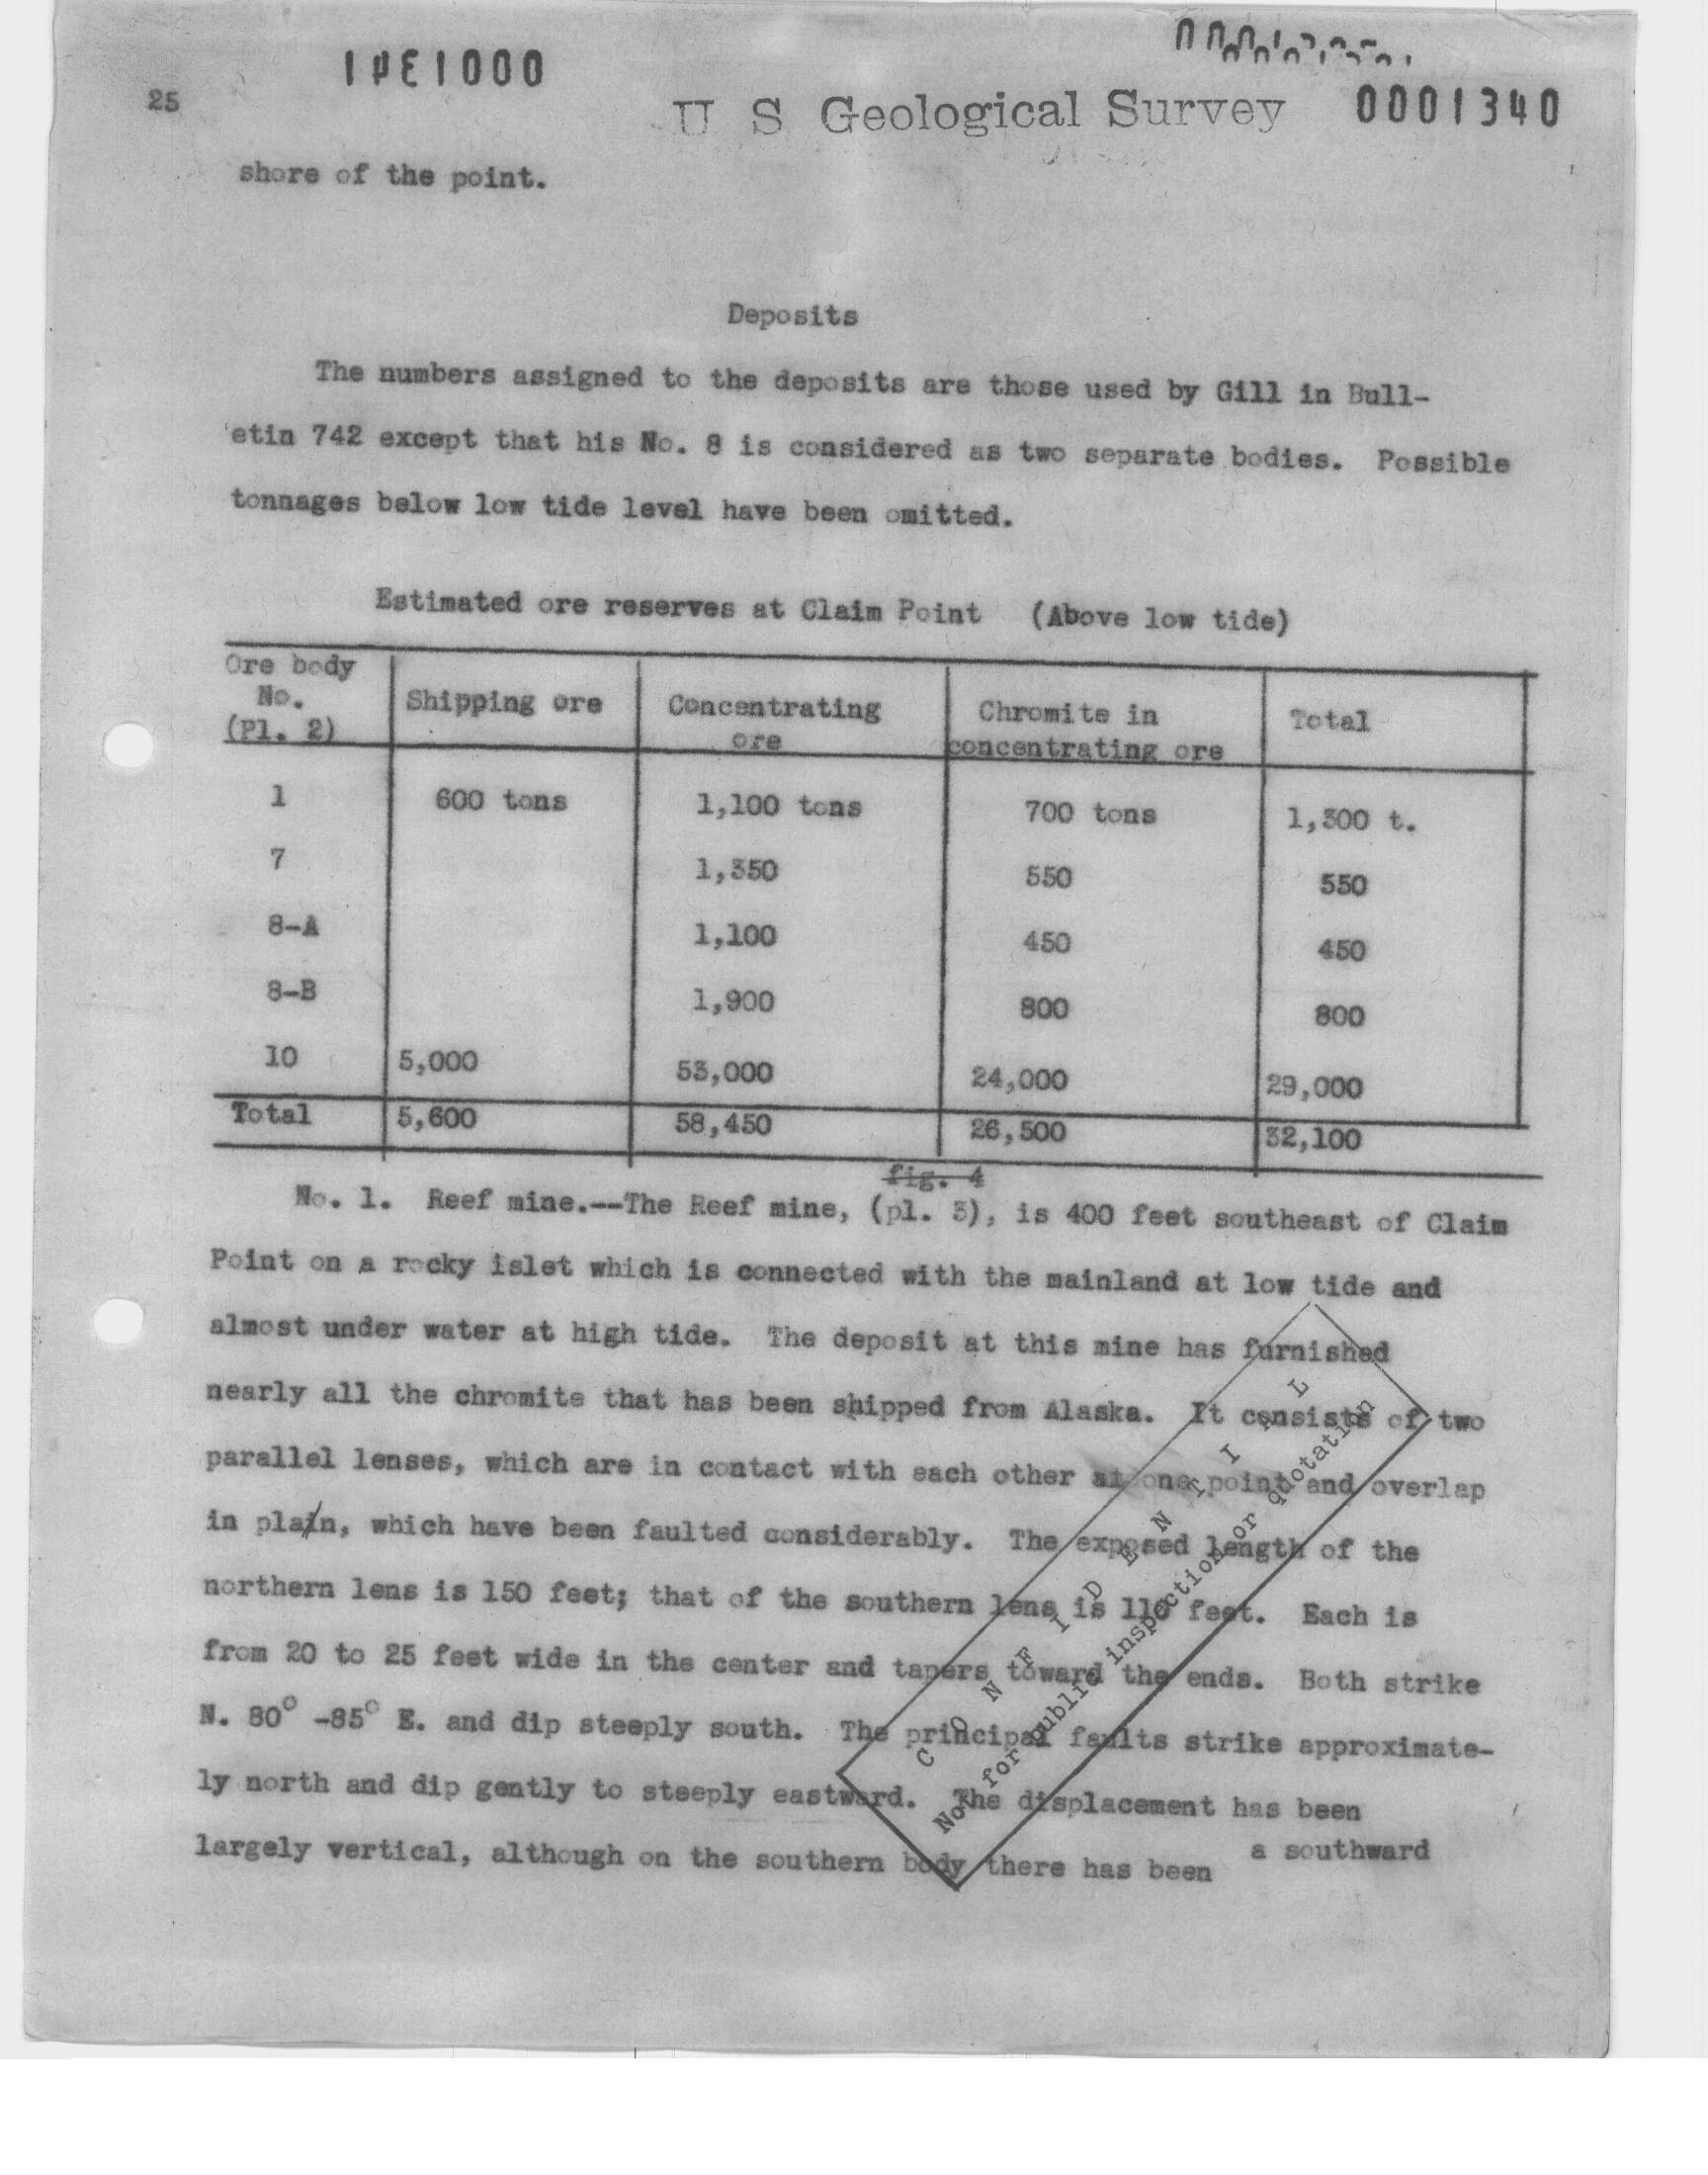 1341000
25
U S Geological Survey 0001340
shore of the point.
Deposits
The numbers assigned to the deposits are those used by Gill in Bull-
etin 742 except that his No. 8 is considered as two separate bodies. Possible
tonnages below low tide level have been omitted.
Estimated ore reserves at Claim Point (Above low tide)
Ore body No. (Pl. 2) Shipping ore Concentrating ore Chromite in concentrating ore Total
1 600 tons 1,100 tons 700 tons 1,300 t.
7 1,350 550 550
8-A 1,100 450 450
8-B 1,900 800 800
10 5,000 53,000 24,000 29,000
Total 5,600 58,450 26,500 32,100
fig. 4
No. 1. Reef mine.--The Reef mine, (pl. 3), is 400 feet southeast of Claim
Point on a rocky islet which is connected with the mainland at low tide and
almost under water at high tide. The deposit at this mine has furnished
nearly all the chromite that has been shipped from Alaska. It consists of two
parallel lenses, which are in contact with each other at one point and overlap
in plain, which have been faulted considerably. The exposed length of the
northern lens is 150 feet; that of the southern lens is 110 feet. Each is
from 20 to 25 feet wide in the center and tapers toward the ends. Both strike
N. 80° -85° E. and dip steeply south. The principal faults strike approximate-
ly north and dip gently to steeply eastward. The displacement has been
largely vertical, although on the southern body there has been a southward
CONFIDENTIAL
Not for public inspection or quotation